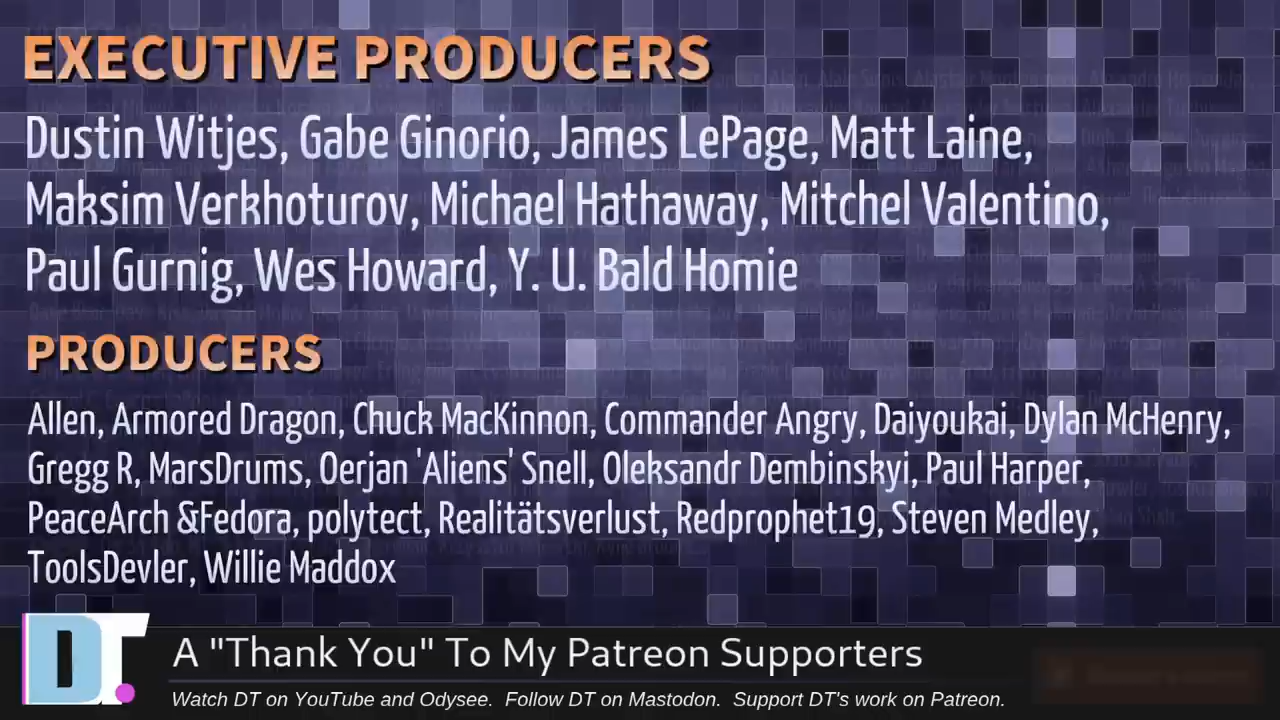 EXECUTIVE PRODUCERS
Dustin Witjes, Gabe Ginorio, James LePage, Matt Laine,
Maksim Verkhoturov, Michael Hathaway, Mitchel Valentino,
Paul Gurnig, Wes Howard, Y. U. Bald Homie
PRODUCERS
Allen, Armored Dragon, Chuck MacKinnon, Commander Angry, Daiyoukai, Dylan McHenry,
Gregg R, MarsDrums, Oerjan 'Aliens' Snell, Oleksandr Dembinskyi, Paul Harper,
PeaceArch &Fedora, polytect, Realitätsverlust, Redprophet19, Steven Medley,
ToolsDevler, Willie Maddox
DT.
A "Thank You" To My Patreon Supporters
Watch DT on YouTube and Odysee. Follow DT on Mastodon. Support DT's work on Patreon.